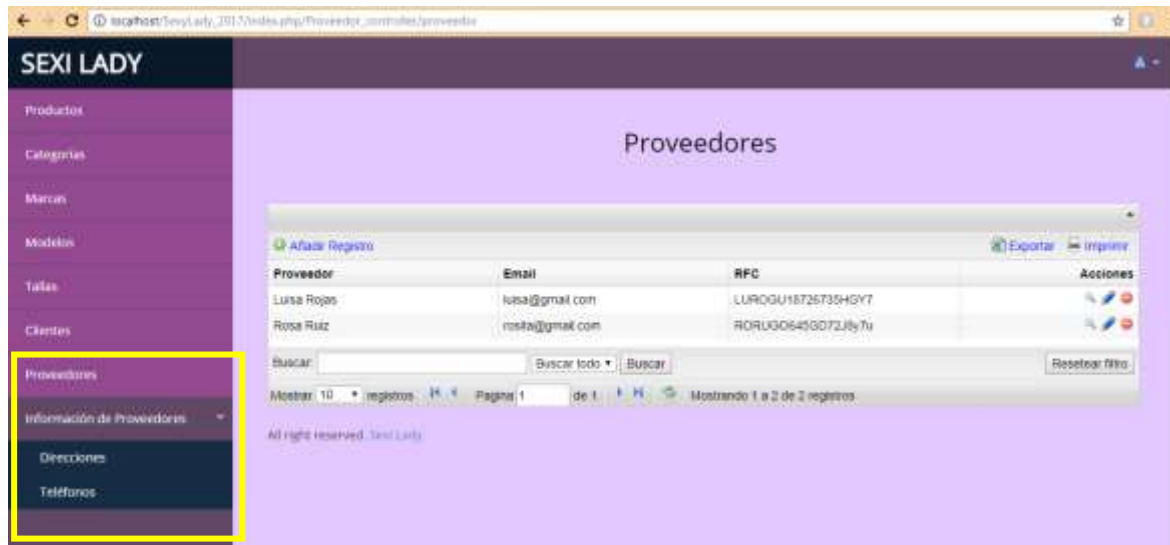 localhost/SexyLady_2017/index.php/Proveedor_controller/proveedor
SEXI LADY
Productos
Categorias
Marcas
Modelos
Tallas
Clientes
Proveedores
Información de Proveedores
Direcciones
Teléfonos
Proveedores
Añadir Registro
Exportar Imprimir
Proveedor Email RFC Acciones
Luisa Rojas luisa@gmail.com
Rosa Ruiz rosita@gmail.com
Buscar: Buscar todo Buscar Resetear filtro
Mostrar 10 registros Pagina 1 de 1 Mostrando 1 a 2 de 2 registros
All right reserved. Sexi Lady